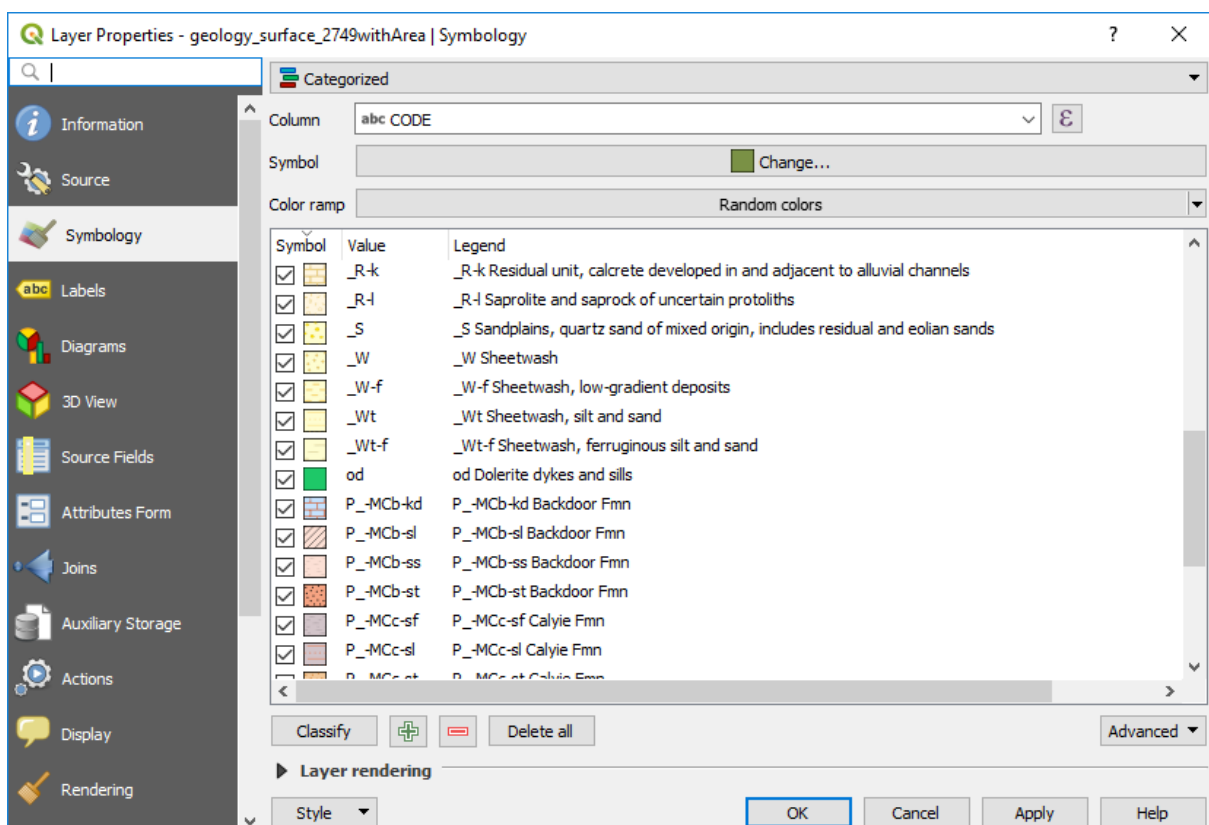 Layer Properties - geology_surface_2749withArea | Symbology ? ×
Information
Source
Symbology
Labels
Diagrams
3D View
Source Fields
Attributes Form
Joins
Auxiliary Storage
Actions
Display
Rendering
Categorized
Column abc CODE ε
Symbol Change...
Color ramp Random colors
Symbol Value Legend
_R-k _R-k Residual unit, calcrete developed in and adjacent to alluvial channels
_R-l _R-l Saprolite and saprock of uncertain protoliths
_S _S Sandplains, quartz sand of mixed origin, includes residual and eolian sands
_W _W Sheetwash
_W-f _W-f Sheetwash, low-gradient deposits
_Wt _Wt Sheetwash, silt and sand
_Wt-f _Wt-f Sheetwash, ferruginous silt and sand
od od Dolerite dykes and sills
P_-MCb-kd P_-MCb-kd Backdoor Fmn
P_-MCb-sl P_-MCb-sl Backdoor Fmn
P_-MCb-ss P_-MCb-ss Backdoor Fmn
P_-MCb-st P_-MCb-st Backdoor Fmn
P_-MCc-sf P_-MCc-sf Calyie Fmn
P_-MCc-sl P_-MCc-sl Calyie Fmn
P_-MCc-st P_-MCc-st Calyie Fmn
Classify Delete all Advanced
Layer rendering
Style OK Cancel Apply Help